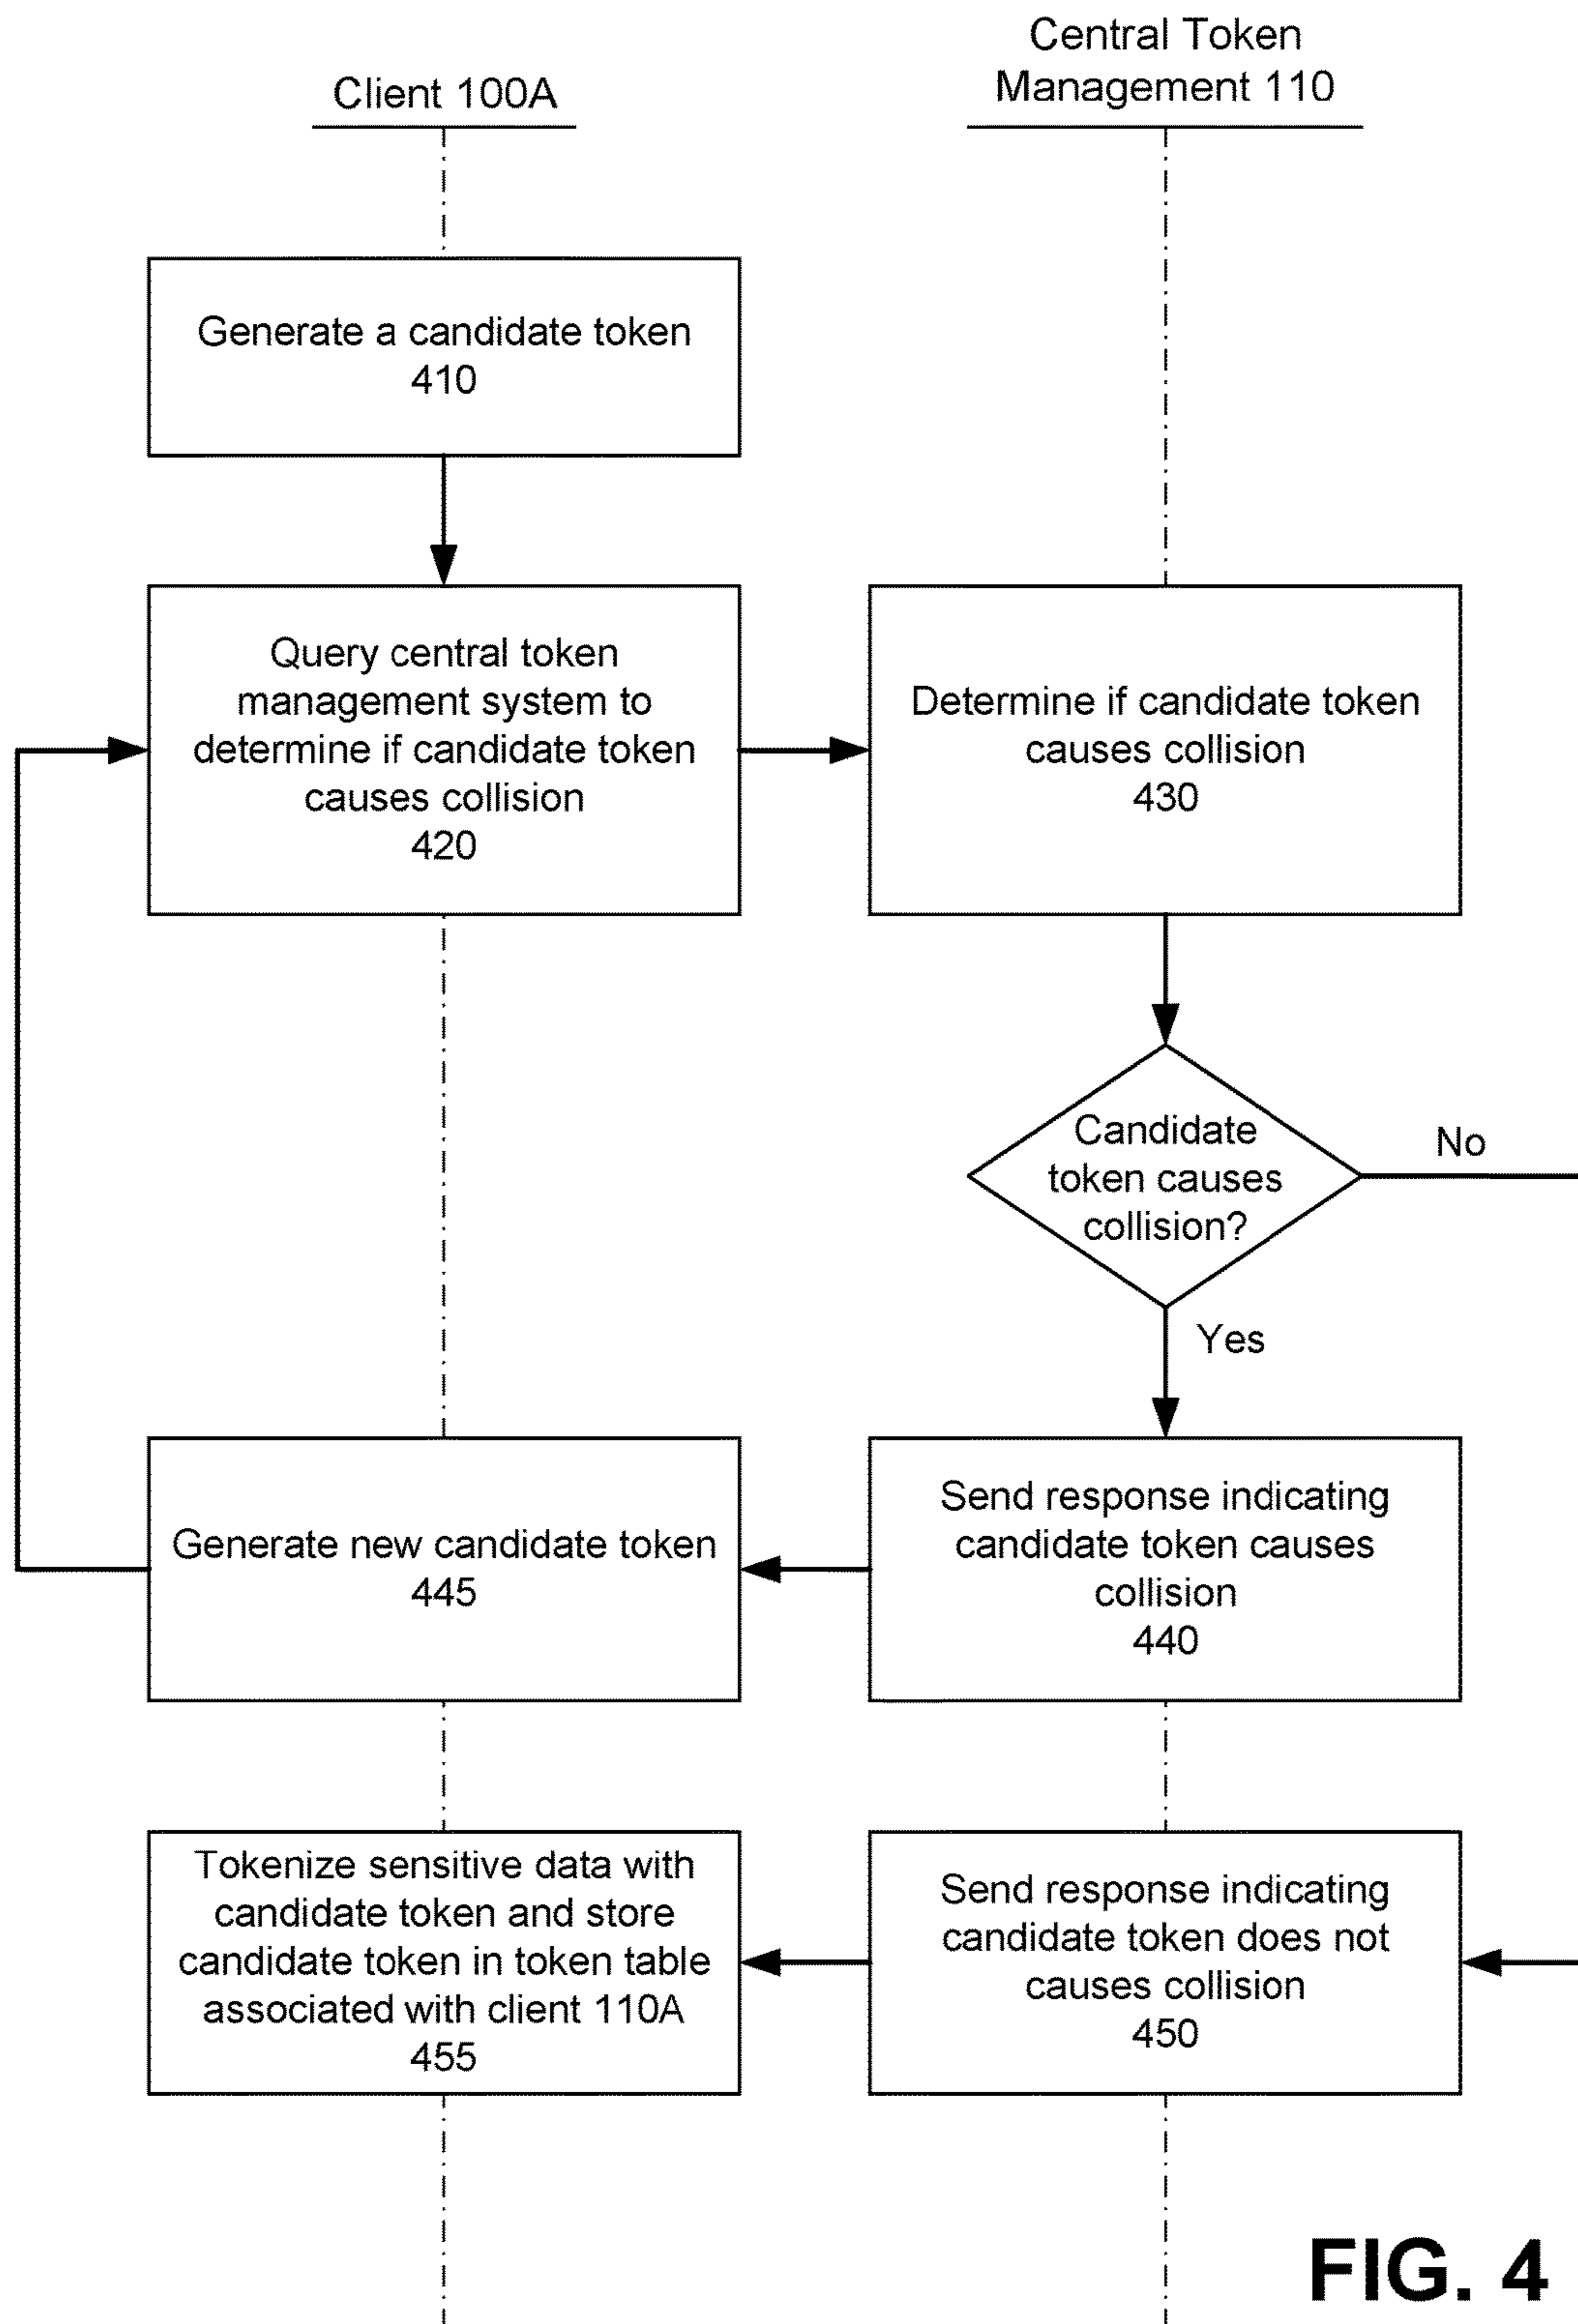 Client 100A
Central Token
Management 110
Generate a candidate token
410
Query central token
management system to
determine if candidate token
causes collision
420
Determine if candidate token
causes collision
430
Candidate
token causes
collision?
No
Yes
Send response indicating
candidate token causes
collision
440
Generate new candidate token
445
Send response indicating
candidate token does not
causes collision
450
Tokenize sensitive data with
candidate token and store
candidate token in token table
associated with client 110A
455
FIG. 4